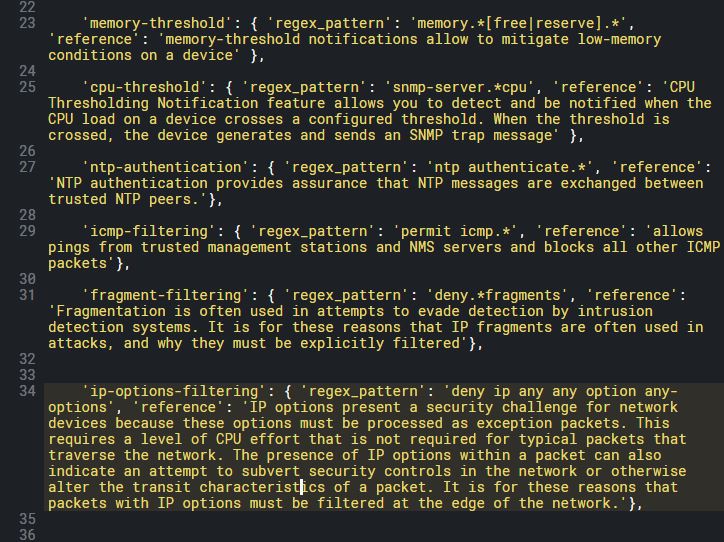 22
23 'memory-threshold': { 'regex_pattern': 'memory.*[free|reserve].*',
'reference': 'memory-threshold notifications allow to mitigate low-memory
conditions on a device' },
24
25 'cpu-threshold': { 'regex_pattern': 'snmp-server.*cpu', 'reference': 'CPU
Thresholding Notification feature allows you to detect and be notified when the
CPU load on a device crosses a configured threshold. When the threshold is
crossed, the device generates and sends an SNMP trap message' },
26
27 'ntp-authentication': { 'regex_pattern': 'ntp authenticate.*', 'reference':
'NTP authentication provides assurance that NTP messages are exchanged between
trusted NTP peers.'},
28
29 'icmp-filtering': { 'regex_pattern': 'permit icmp.*', 'reference': 'allows
pings from trusted management stations and NMS servers and blocks all other ICMP
packets'},
30
31 'fragment-filtering': { 'regex_pattern': 'deny.*fragments', 'reference':
'Fragmentation is often used in attempts to evade detection by intrusion
detection systems. It is for these reasons that IP fragments are often used in
attacks, and why they must be explicitly filtered'},
32
33
34 'ip-options-filtering': { 'regex_pattern': 'deny ip any any option any-
options', 'reference': 'IP options present a security challenge for network
devices because these options must be processed as exception packets. This
requires a level of CPU effort that is not required for typical packets that
traverse the network. The presence of IP options within a packet can also
indicate an attempt to subvert security controls in the network or otherwise
alter the transit characteristics of a packet. It is for these reasons that
packets with IP options must be filtered at the edge of the network.'},
35
36